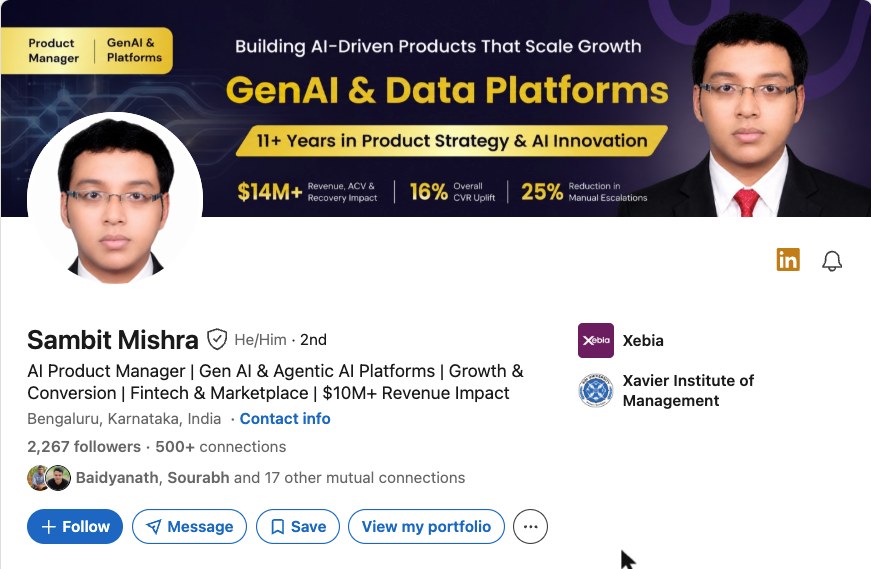 Product Manager
GenAI & Platforms
Building AI-Driven Products That Scale Growth
GenAI & Data Platforms
11+ Years in Product Strategy & AI Innovation
$14M+ Revenue, ACV & Recovery Impact
16% Overall CVR Uplift
25% Reduction in Manual Escalations
in
Sambit Mishra He/Him · 2nd
AI Product Manager | Gen AI & Agentic AI Platforms | Growth &
Conversion | Fintech & Marketplace | $10M+ Revenue Impact
Bengaluru, Karnataka, India · Contact info
2,267 followers · 500+ connections
Baidyanath, Sourabh and 17 other mutual connections
+ Follow
Message
Save
View my portfolio
Xebia
Xebia
Xavier Institute of
Management